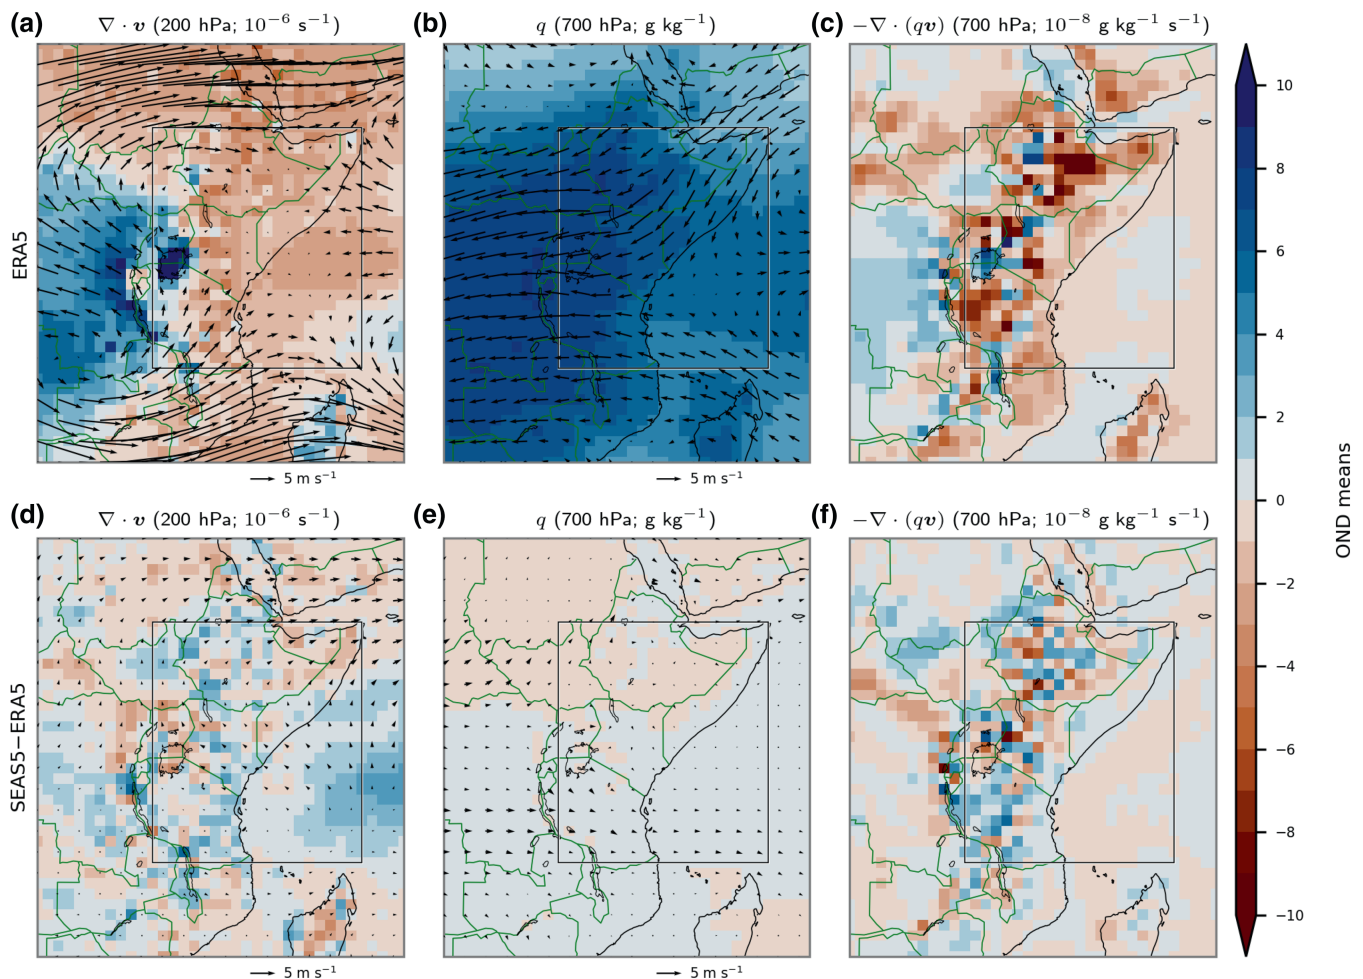 (a) ∇ · v (200 hPa; 10⁻⁶ s⁻¹)
(b) q (700 hPa; g kg⁻¹)
(c) −∇ · (qv) (700 hPa; 10⁻⁸ g kg⁻¹ s⁻¹)
ERA5
5 m s⁻¹
5 m s⁻¹
(d) ∇ · v (200 hPa; 10⁻⁶ s⁻¹)
(e) q (700 hPa; g kg⁻¹)
(f) −∇ · (qv) (700 hPa; 10⁻⁸ g kg⁻¹ s⁻¹)
SEAS5−ERA5
5 m s⁻¹
5 m s⁻¹
10
8
6
4
2
0
−2
−4
−6
−8
−10
OND means